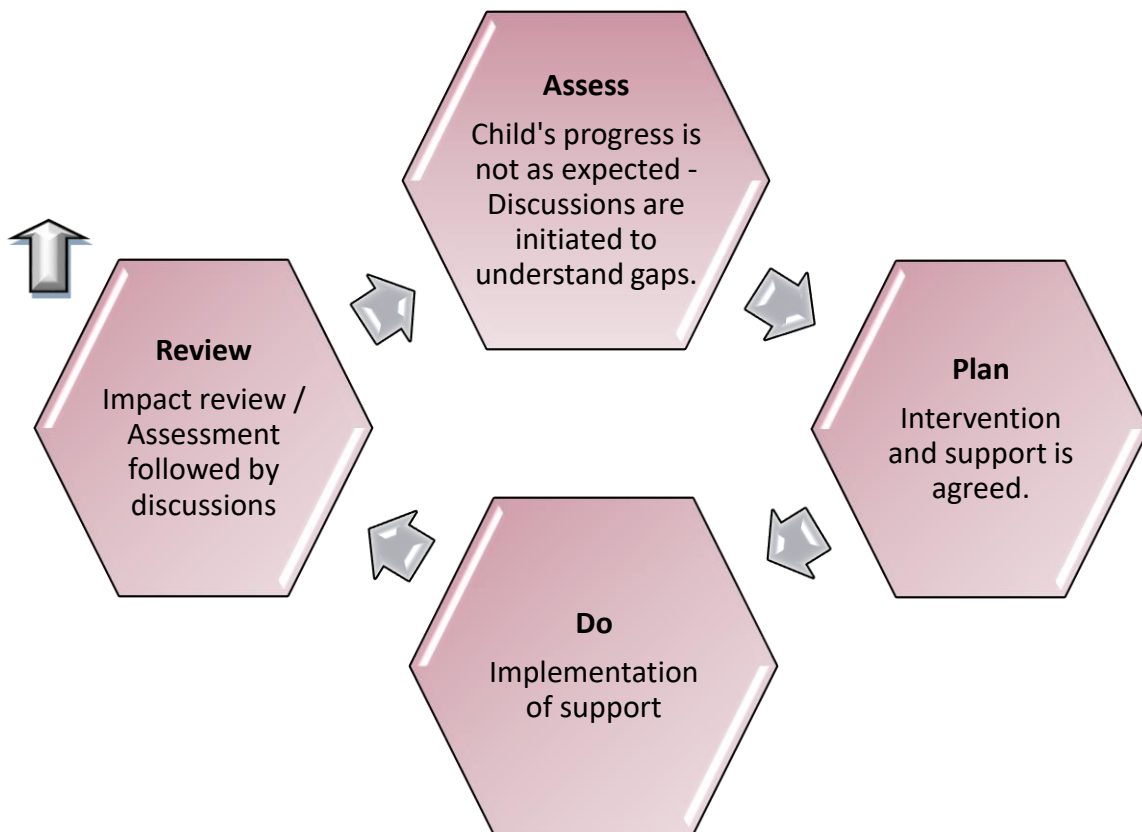 Assess
Child's progress is
not as expected -
Discussions are
initiated to
understand gaps.
Plan
Intervention
and support is
agreed.
Do
Implementation
of support
Review
Impact review /
Assessment
followed by
discussions